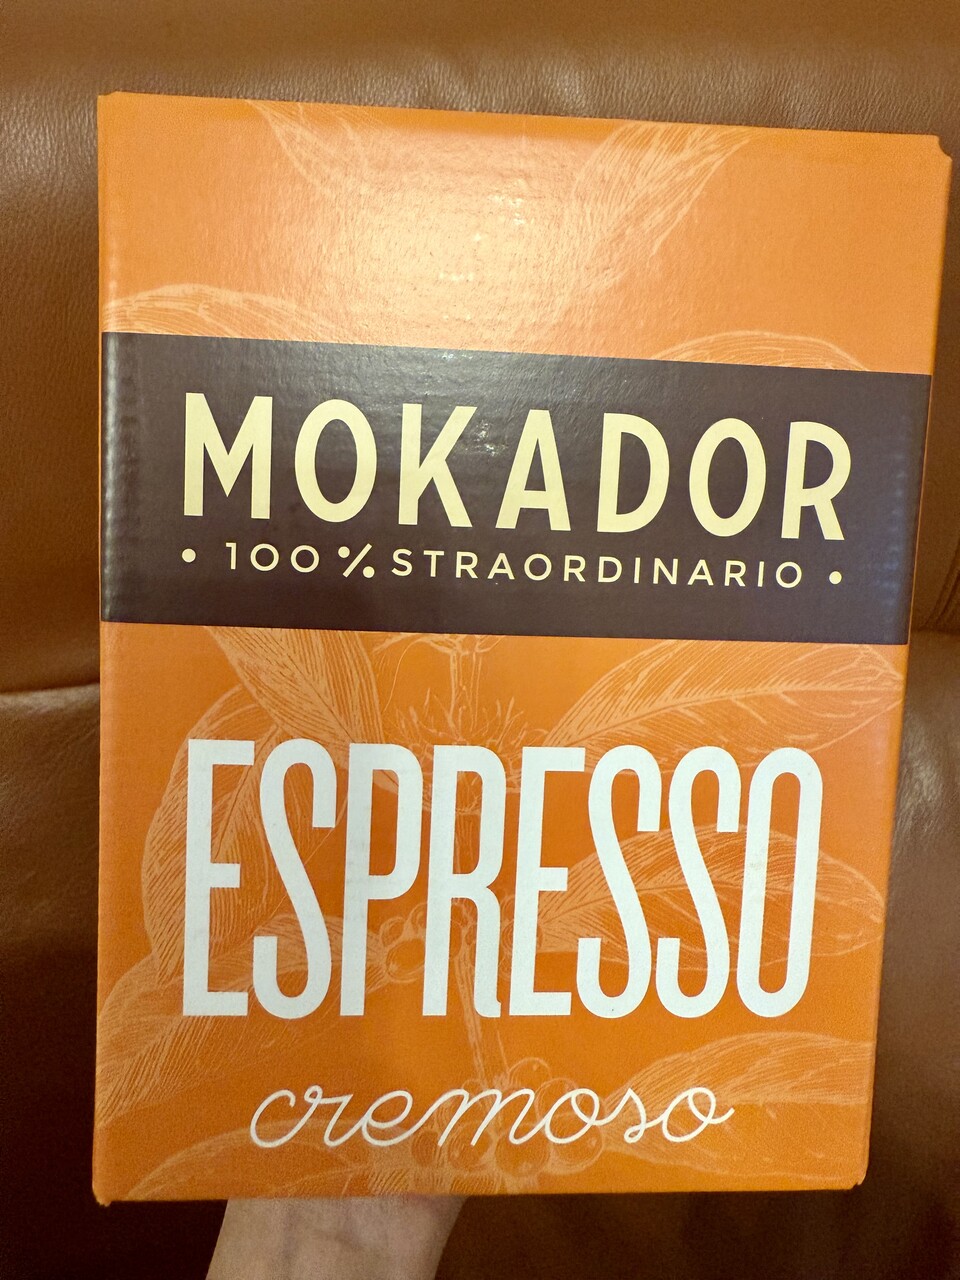 MOKADOR
• 100% STRAORDINARIO •
ESPRESSO
cremoso